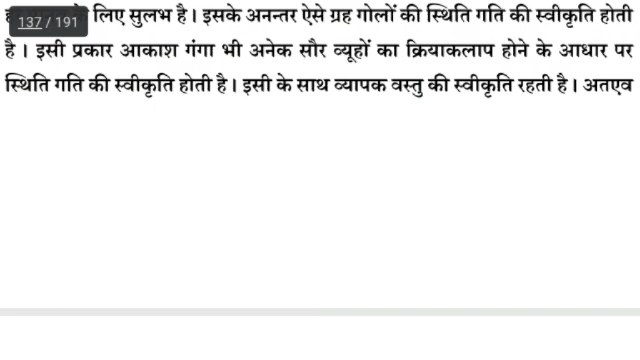 137 / 191
लिए सुलभ है। इसके अनन्तर ऐसे ग्रह गोलों की स्थिति गति की स्वीकृति होती
है। इसी प्रकार आकाश गंगा भी अनेक सौर व्यूहों का क्रियाकलाप होने के आधार पर
स्थिति गति की स्वीकृति होती है। इसी के साथ व्यापक वस्तु की स्वीकृति रहती है। अतएव